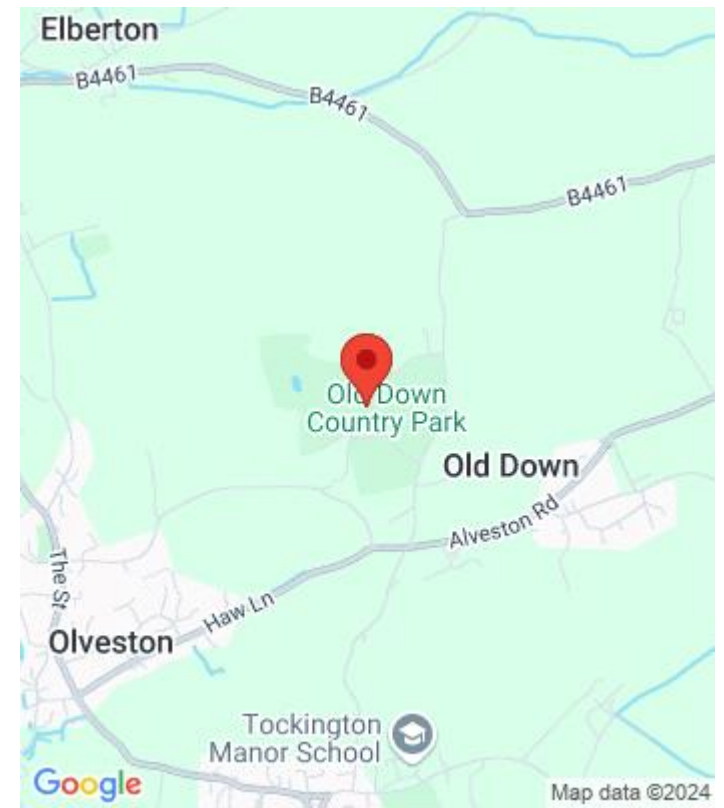 Elberton
B4461
B4461
B4461
Old Down
Country Park
Old Down
Alveston Rd
The St
Haw Ln
Olveston
Tockington
Manor School
Google
Map data ©2024